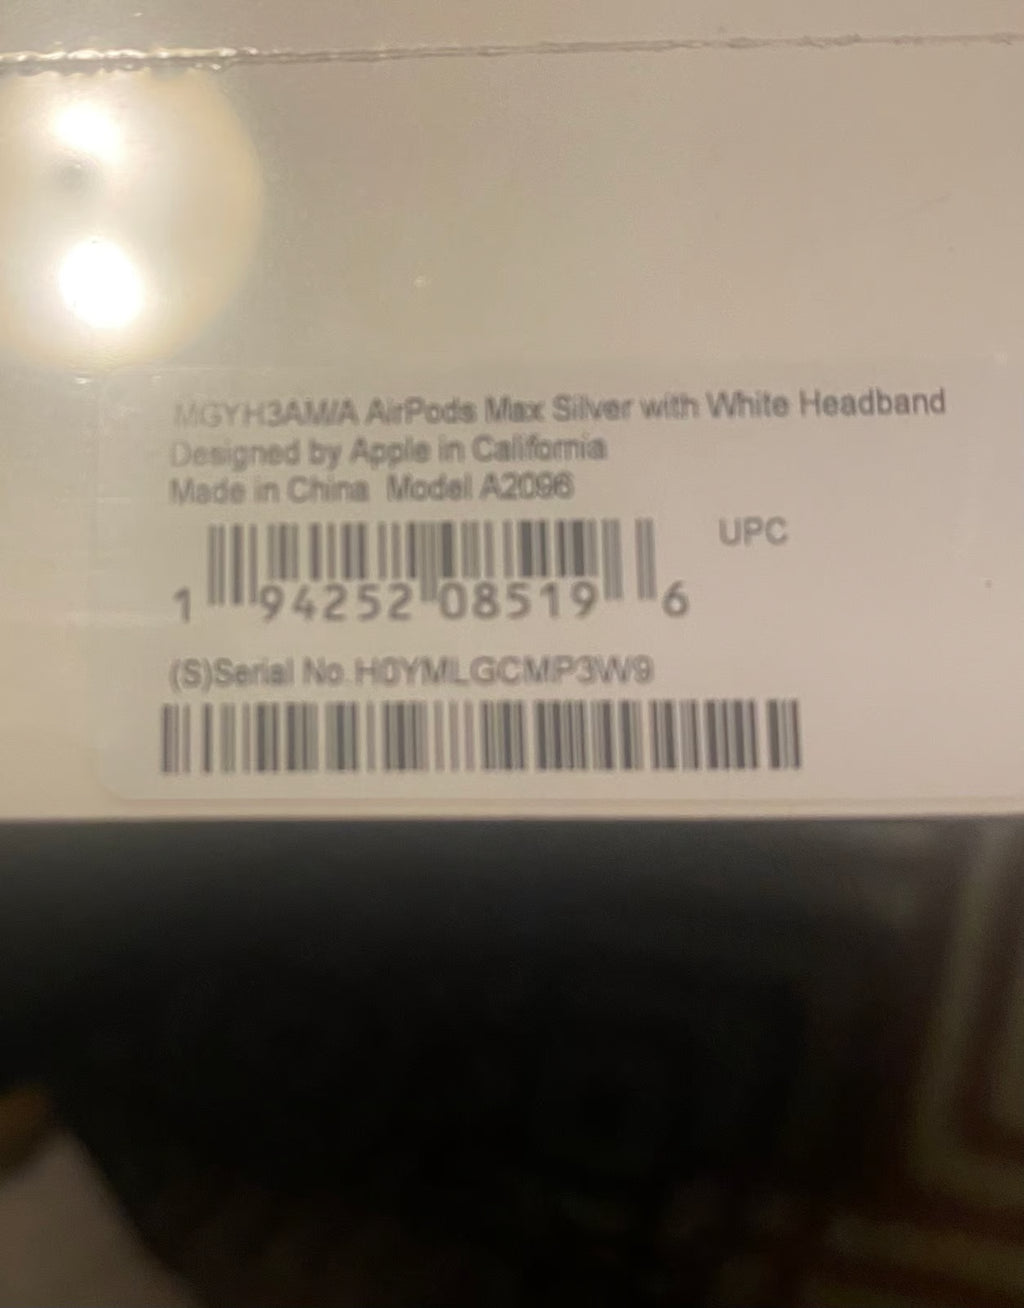 MGYH3AM/A AirPods Max Silver with White Headband
Designed by Apple in California
Made in China Model A2096
UPC
1 94252 08519 6
(S)Serial No. H0YMLGCMP3W9